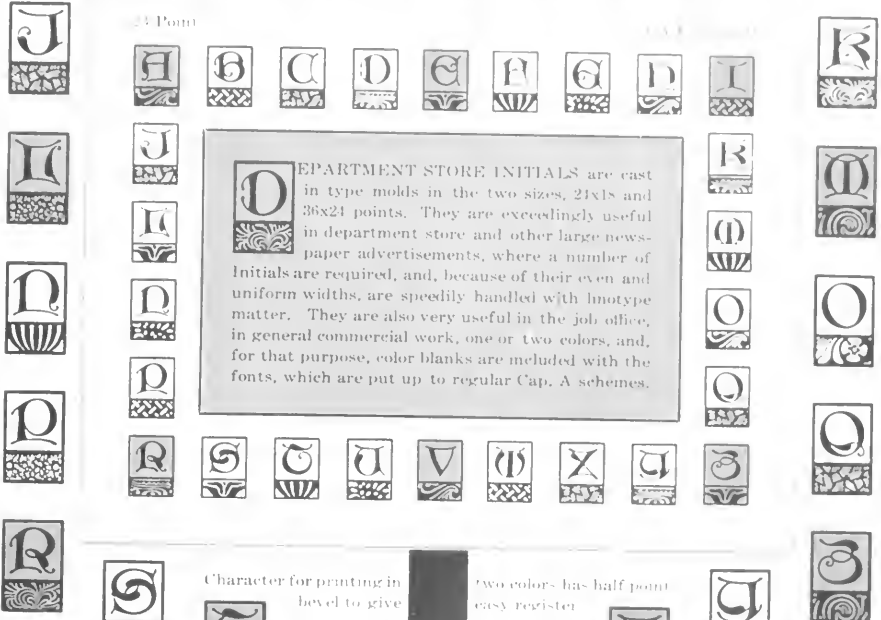 24 Point
J K
A B C D E H G H I
J K
L M
DEPARTMENT STORE INITIALS are cast
in type molds in the two sizes, 24x18 and
36x24 points. They are exceedingly useful
in department store and other large news-
paper advertisements, where a number of
Initials are required, and, because of their even and
uniform widths, are speedily handled with linotype
matter. They are also very useful in the job office,
in general commercial work, one or two colors, and,
for that purpose, color blanks are included with the
fonts, which are put up to regular Cap. A schemes.
L M
N O
N O
P Q
P Q
R S T U V W X Y Z
R Z
S Y
Character for printing in two colors has half point
bevel to give easy register